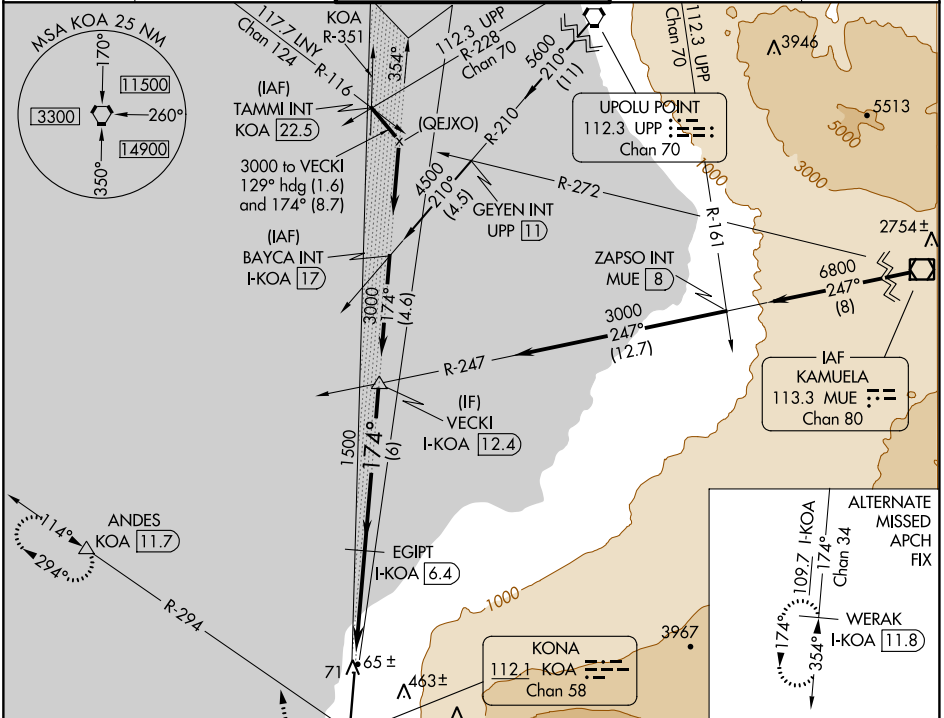 MSA KOA 25 NM
170°
11500
3300
260°
14900
350°
117.7 LNY
Chan 124
R-116
KOA
R-351
354°
112.3 UPP
R-228
Chan 70
5600
210°
(11)
112.3 UPP
Chan 70
3946
5513
5000
3000
1000
(IAF)
TAMMI INT
KOA 22.5
(QEJXO)
R-210
UPOLU POINT
112.3 UPP
Chan 70
3000 to VECKI
129° hdg (1.6)
and 174° (8.7)
4500
210°
(4.5)
R-272
GEYEN INT
UPP 11
R-161
2754±
(IAF)
BAYCA INT
I-KOA 17
ZAPSO INT
MUE 8
6800
247°
(8)
3000
174°
(4.6)
3000
247°
(12.7)
R-247
IAF
KAMUELA
113.3 MUE
Chan 80
(IF)
VECKI
I-KOA 12.4
1500
174°
(6)
ANDES
KOA 11.7
114°
294°
R-294
EGIPT
I-KOA 6.4
1000
ALTERNATE
MISSED
APCH
FIX
109.7 I-KOA
174°
Chan 34
WERAK
I-KOA 11.8
174°
354°
3967
71
65 ±
463±
KONA
112.1 KOA
Chan 58